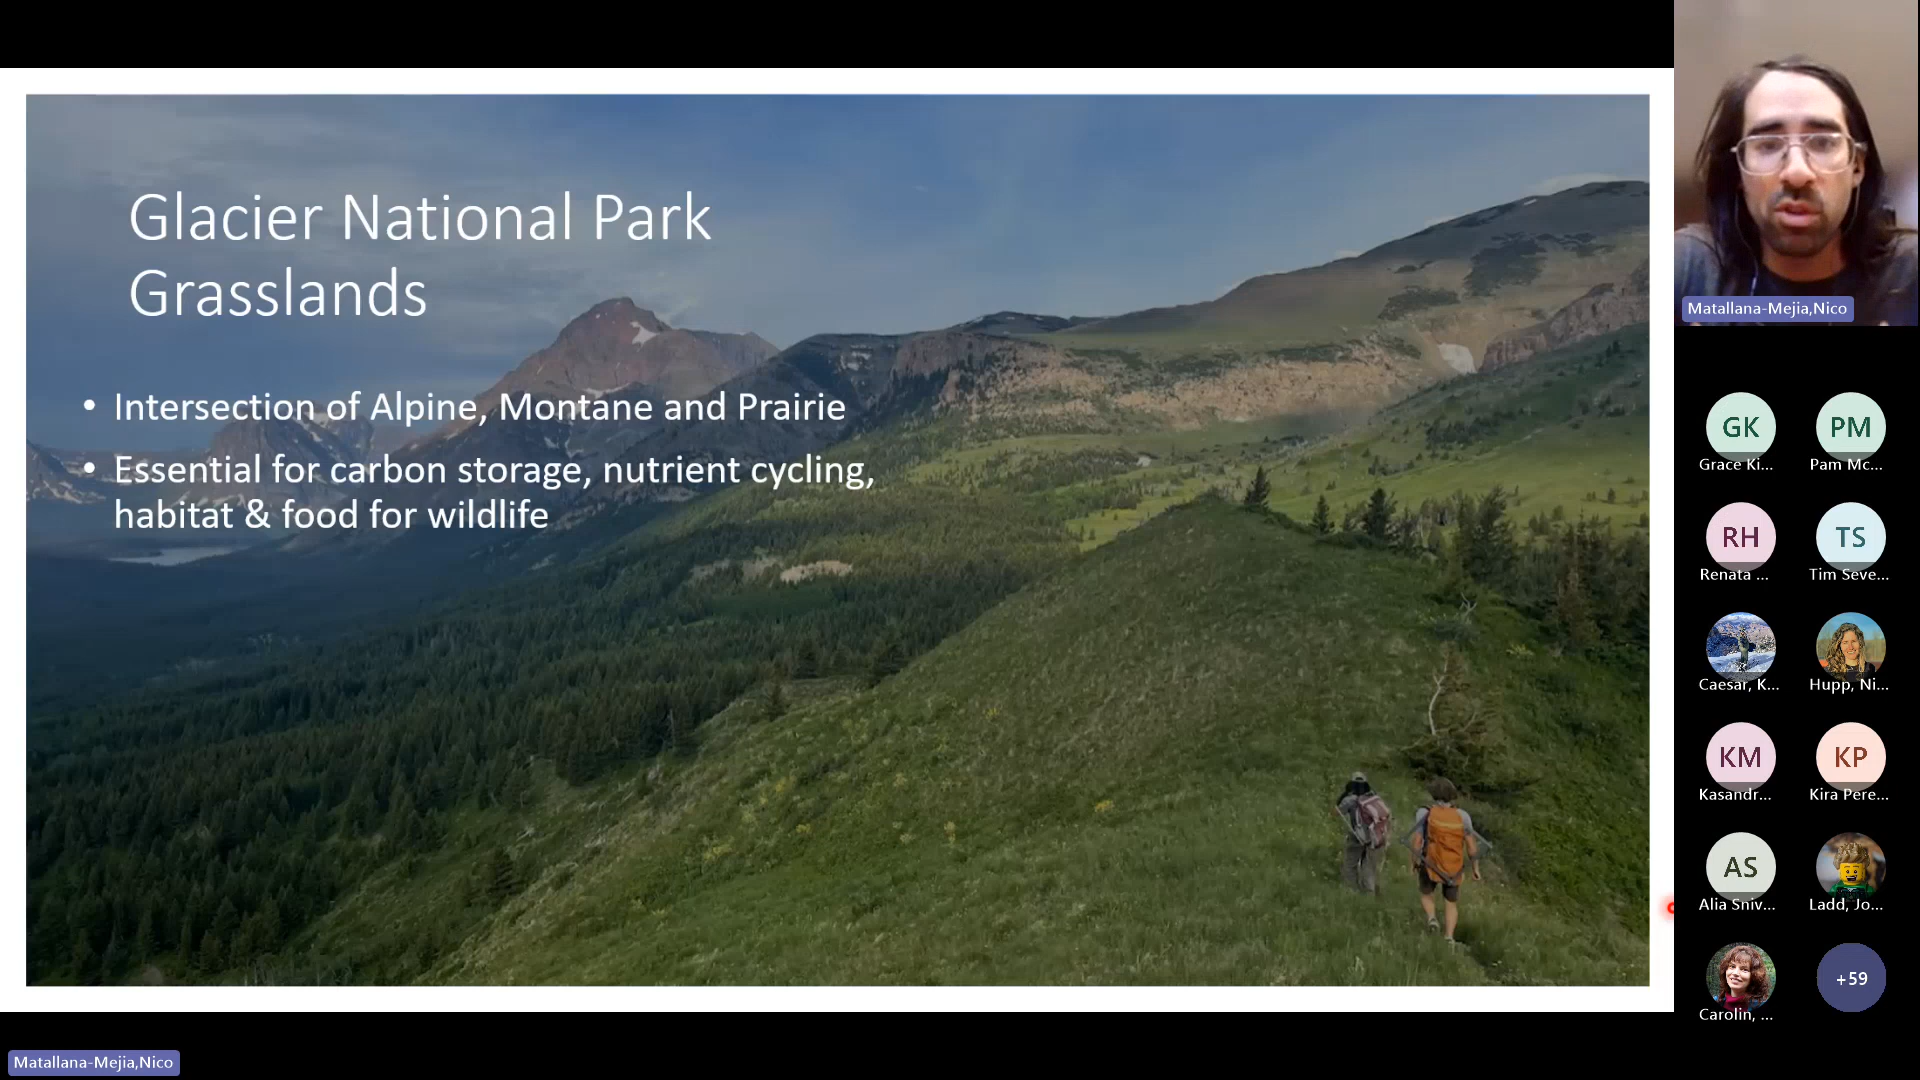 Glacier National Park
Grasslands
• Intersection of Alpine, Montane and Prairie
• Essential for carbon storage, nutrient cycling,
habitat & food for wildlife
Matallana-Mejia,Nico
GK
PM
Grace Ki...
Pam Mc...
RH
TS
Renata ...
Tim Seve...
Caesar, K...
Hupp, Ni...
KM
KP
Kasandr...
Kira Pere...
AS
Alia Sniv...
Ladd, Jo...
+59
Carolin, ...
Matallana-Mejia,Nico